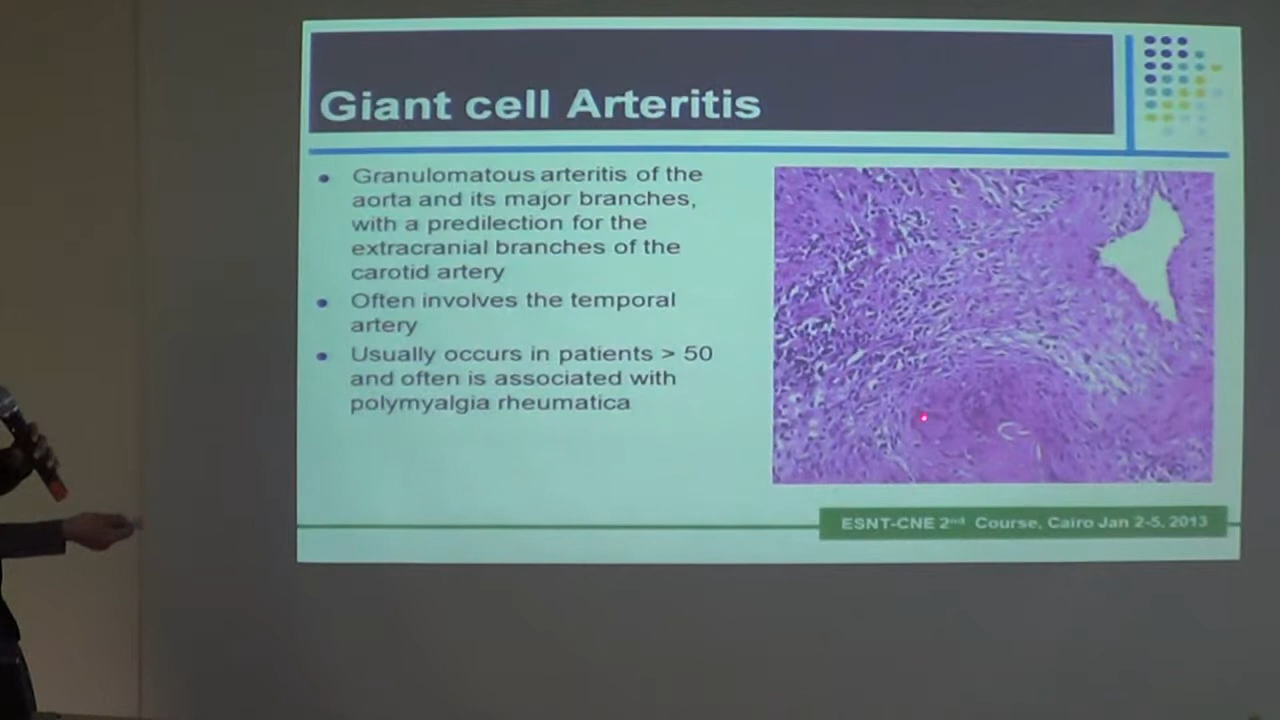 Giant cell Arteritis
Granulomatous arteritis of the
aorta and its major branches,
with a predilection for the
extracranial branches of the
carotid artery
Often involves the temporal
artery
Usually occurs in patients > 50
and often is associated with
polymyalgia rheumatica
ESNT-CNE 2nd Course, Cairo Jan 2-5, 2013